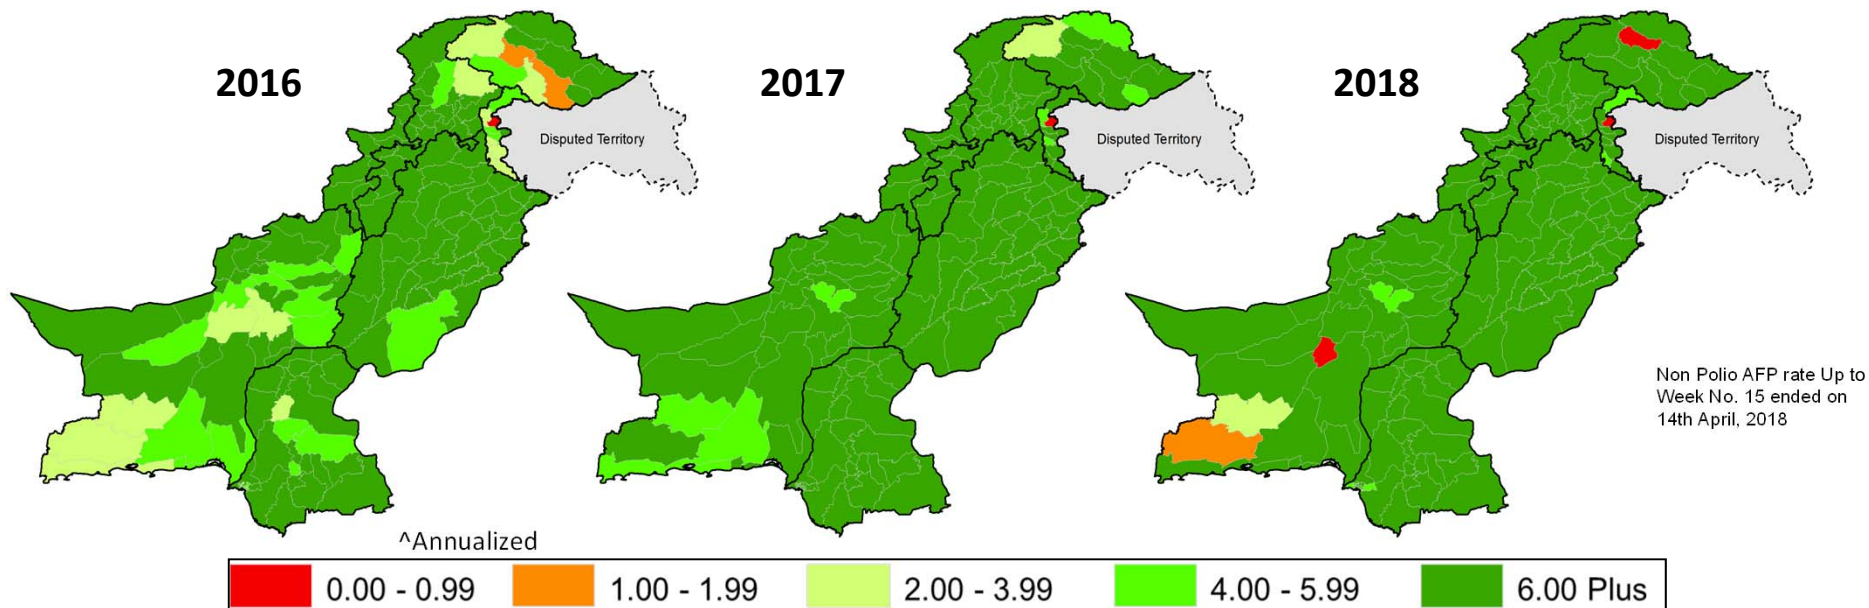 2016
2017
2018
Disputed Territory
Disputed Territory
Disputed Territory
Non Polio AFP rate Up to
Week No. 15 ended on
14th April, 2018
^Annualized
0.00 - 0.99
1.00 - 1.99
2.00 - 3.99
4.00 - 5.99
6.00 Plus